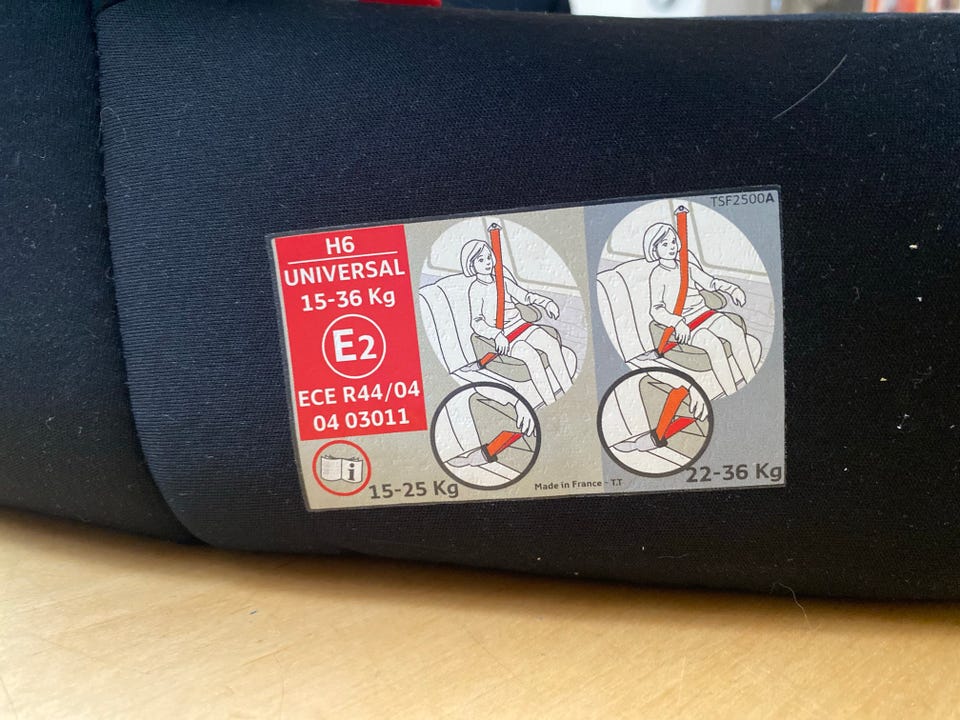 H6
UNIVERSAL
15-36 Kg
E2
ECE R44/04
04 03011
i
15-25 Kg
Made in France - T.T
TSF2500A
22-36 Kg